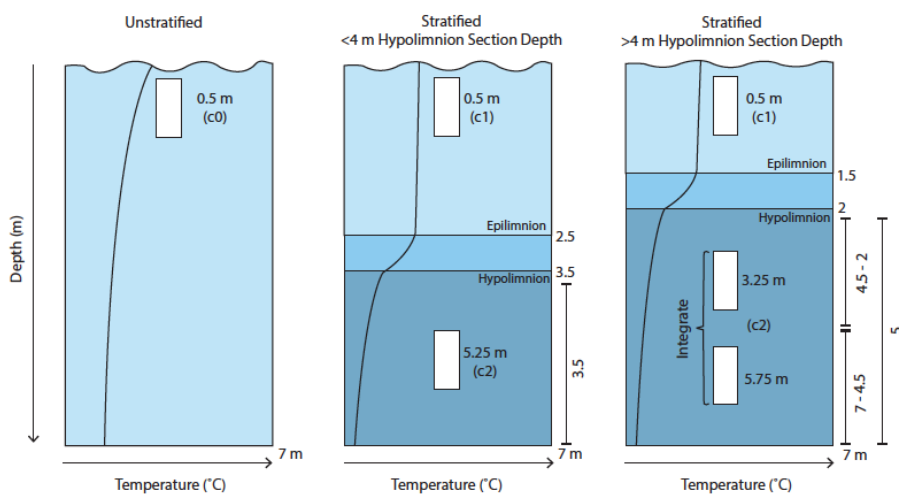 Unstratified
Stratified
<4 m Hypolimnion Section Depth
Stratified
>4 m Hypolimnion Section Depth
Depth (m)
0.5 m
(c0)
7 m
Temperature (°C)
0.5 m
(c1)
Epilimnion
2.5
3.5
Hypolimnion
5.25 m
(c2)
3.5
7 m
Temperature (°C)
0.5 m
(c1)
Epilimnion
1.5
2
Hypolimnion
Integrate
3.25 m
(c2)
5.75 m
4.5 - 2
7 - 4.5
5
7 m
Temperature (°C)